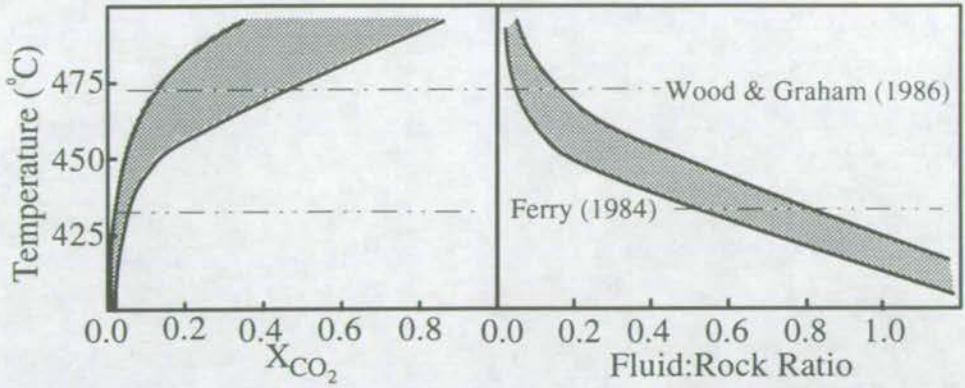 Temperature (°C)
475
450
425
Wood & Graham (1986)
Ferry (1984)
0.0 0.2 0.4 0.6 0.8 0.0 0.2 0.4 0.6 0.8 1.0
X_CO₂ Fluid:Rock Ratio